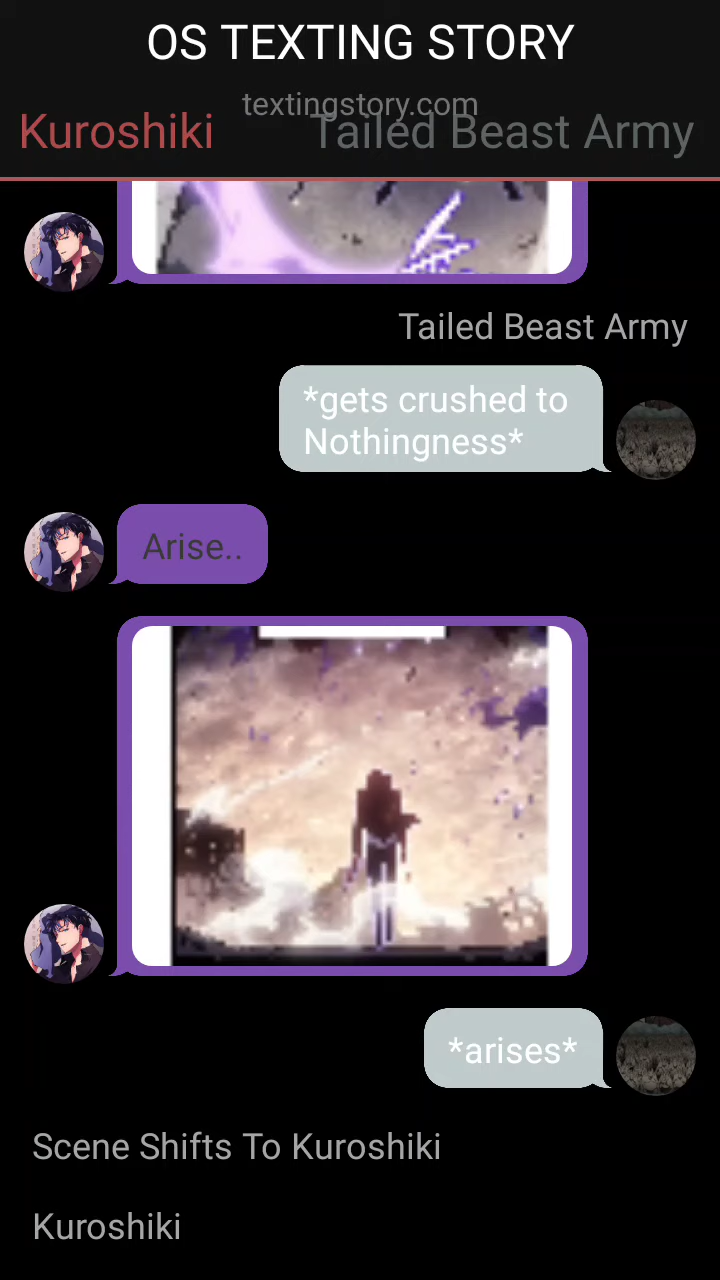 OS TEXTING STORY
textingstory.com
Kuroshiki
Tailed Beast Army
Tailed Beast Army
*gets crushed to
Nothingness*
Arise..
*arises*
Scene Shifts To Kuroshiki
Kuroshiki